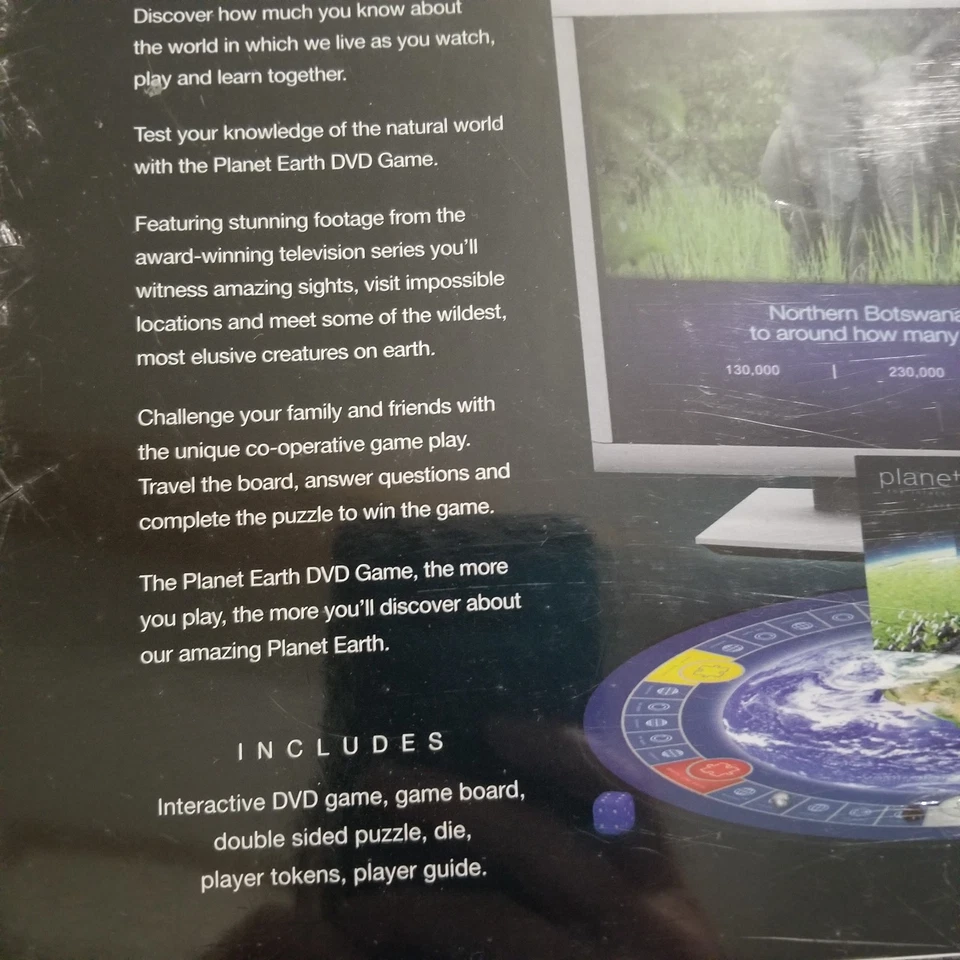 Discover how much you know about
the world in which we live as you watch,
play and learn together.
Test your knowledge of the natural world
with the Planet Earth DVD Game.
Featuring stunning footage from the
award-winning television series you'll
witness amazing sights, visit impossible
locations and meet some of the wildest,
most elusive creatures on earth.
Challenge your family and friends with
the unique co-operative game play.
Travel the board, answer questions and
complete the puzzle to win the game.
The Planet Earth DVD Game, the more
you play, the more you'll discover about
our amazing Planet Earth.
INCLUDES
Interactive DVD game, game board,
double sided puzzle, die,
player tokens, player guide.
Northern Botswana
to around how many
130,000 | 230,000
planet